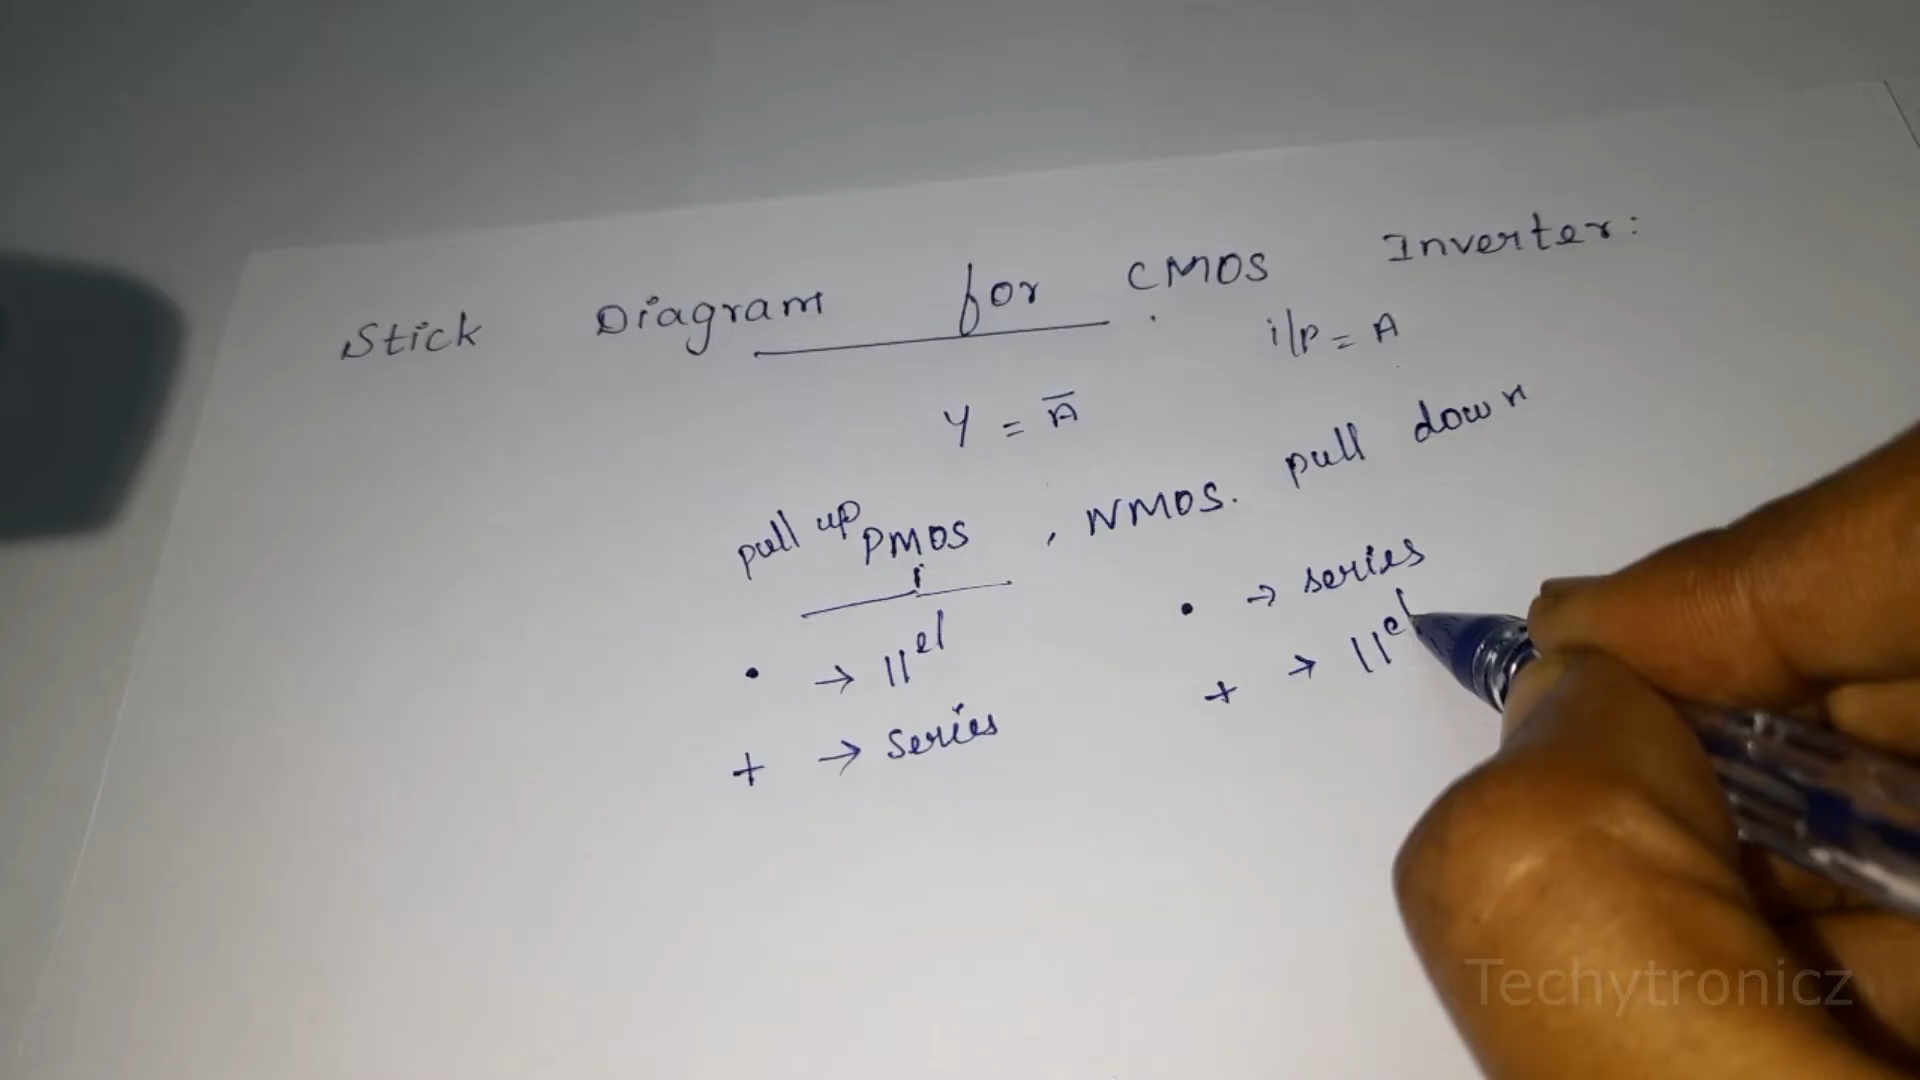 Stick Diagram for CMOS Inverter:
i/p = A
Y = A̅
pull up PMOS , NMOS. pull down
• → ||el
+ → series
• → series
+ → ||el
Techytronicz